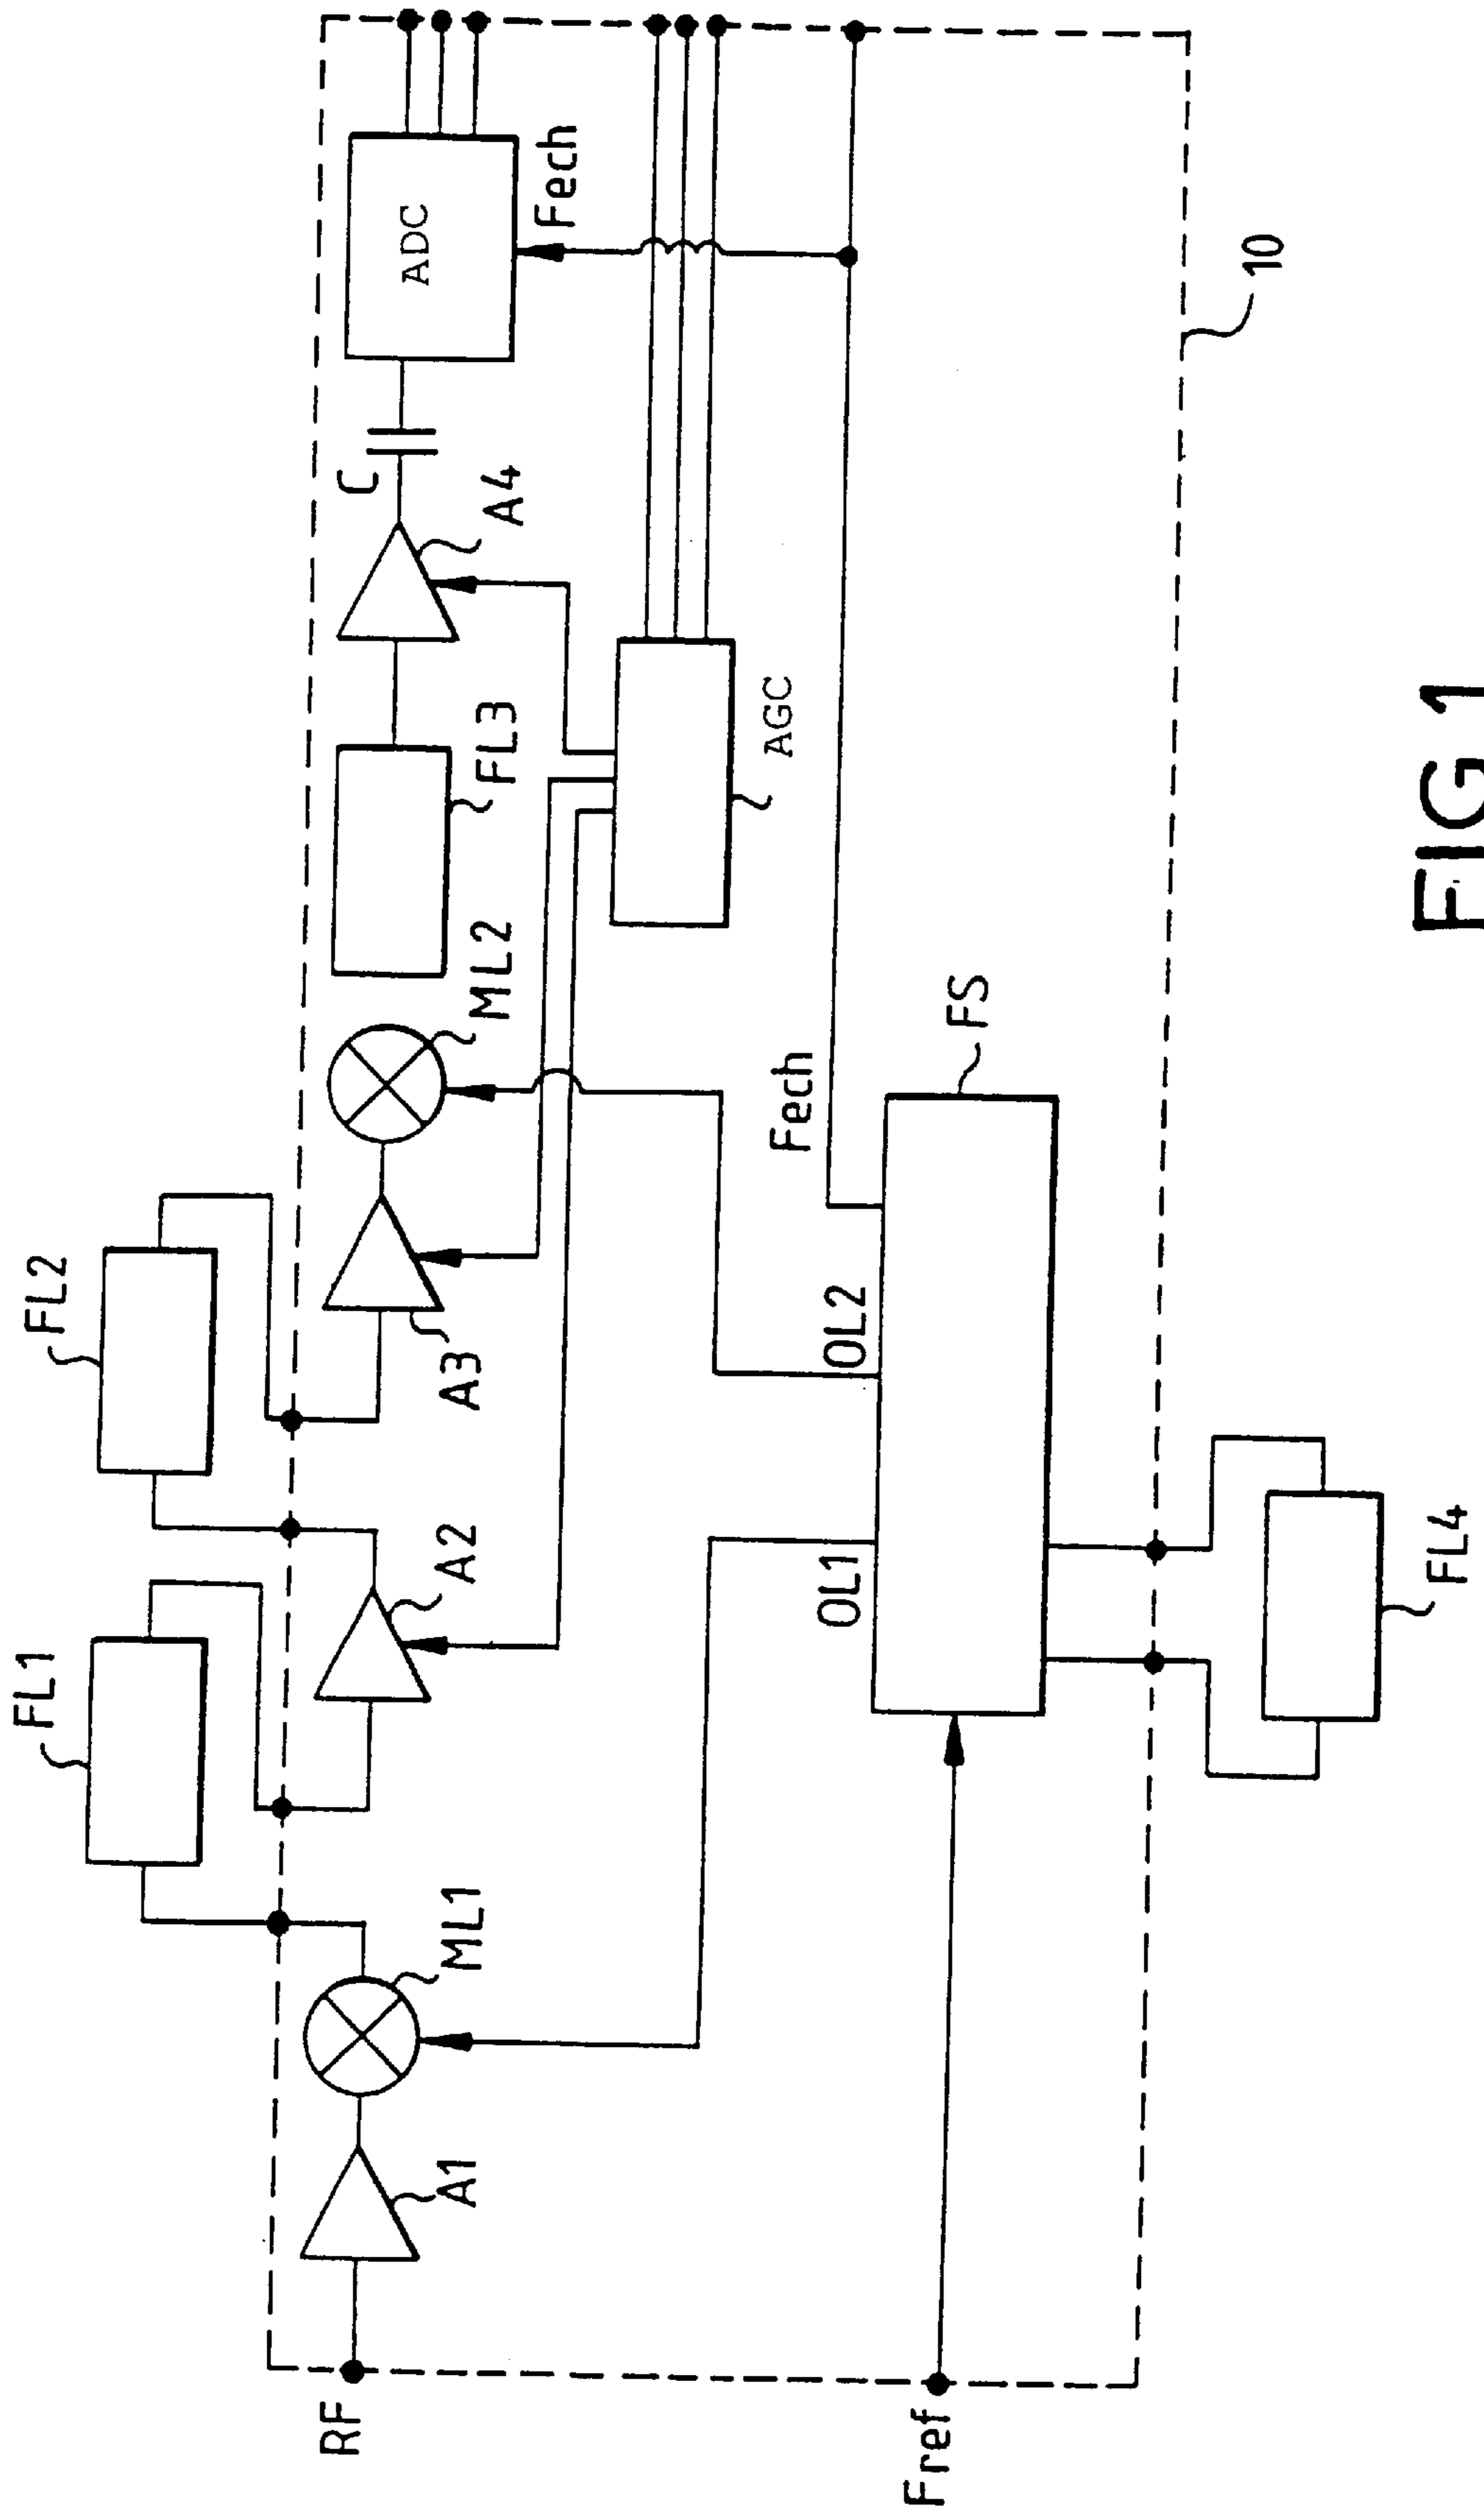 FL1
FL2
RF
A1
ML1
A2
A3
ML2
FL3
A4
C
ADC
Fech
AGC
Fref
OL1
OL2
Fech
FS
FL4
10
FIG 1